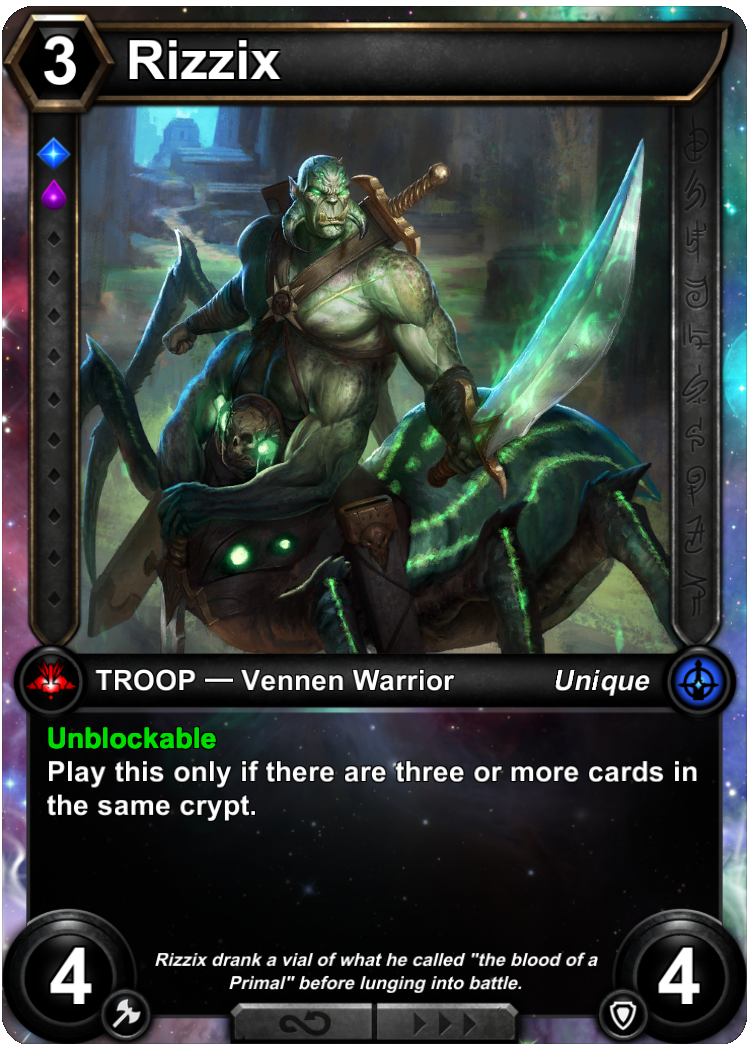 3
Rizzix
TROOP — Vennen Warrior
Unique
Unblockable
Play this only if there are three or more cards in
the same crypt.
Rizzix drank a vial of what he called "the blood of a
Primal" before lunging into battle.
4
4